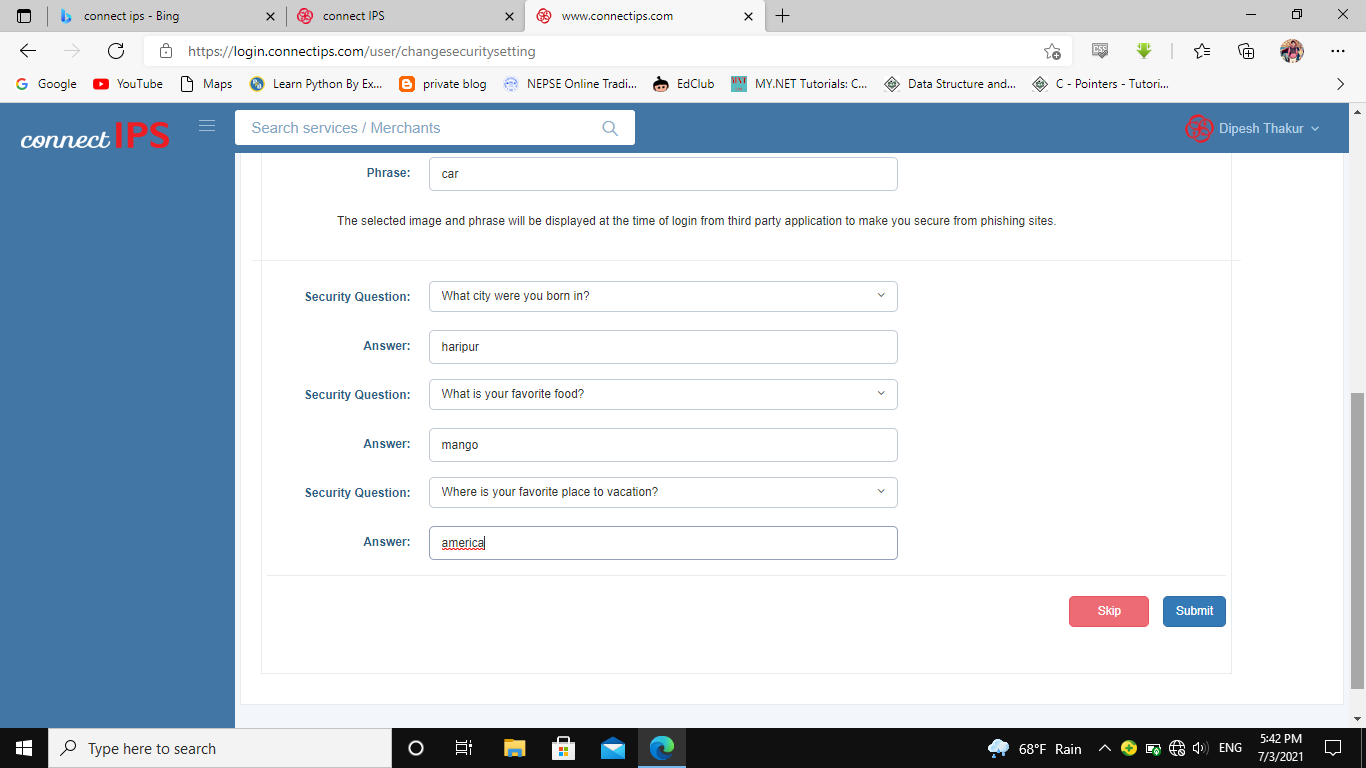 connect ips - Bing
connect IPS
www.connectips.com
https://login.connectips.com/user/changesecuritysetting
CSS
Google
YouTube
Maps
Learn Python By Ex...
private blog
NEPSE Online Tradi...
EdClub
MY.NET Tutorials: C...
Data Structure and...
C - Pointers - Tutori...
connect IPS
Search services / Merchants
Dipesh Thakur
Phrase:
car
The selected image and phrase will be displayed at the time of login from third party application to make you secure from phishing sites.
Security Question:
What city were you born in?
Answer:
haripur
Security Question:
What is your favorite food?
Answer:
mango
Security Question:
Where is your favorite place to vacation?
Answer:
america
Skip
Submit
Type here to search
68°F Rain
ENG
5:42 PM
7/3/2021